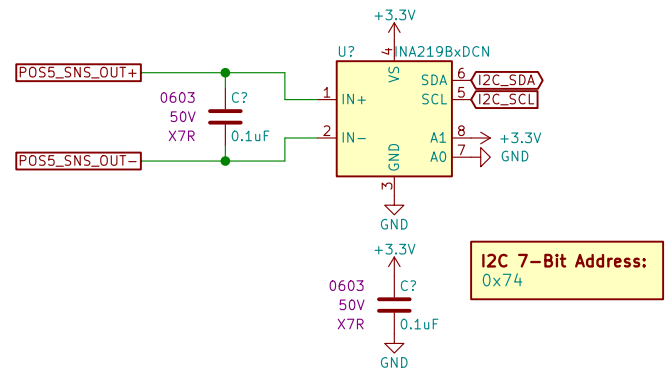 +3.3V
U?
INA219BxDCN
4
VS
POS5_SNS_OUT+
SDA 6 I2C_SDA
0603 C?
1 IN+
SCL 5 I2C_SCL
50V
X7R 0.1uF
2 IN-
A1 8 +3.3V
POS5_SNS_OUT-
A0 7 GND
GND
3
GND
+3.3V
I2C 7-Bit Address:
0x74
0603 C?
50V
X7R 0.1uF
GND